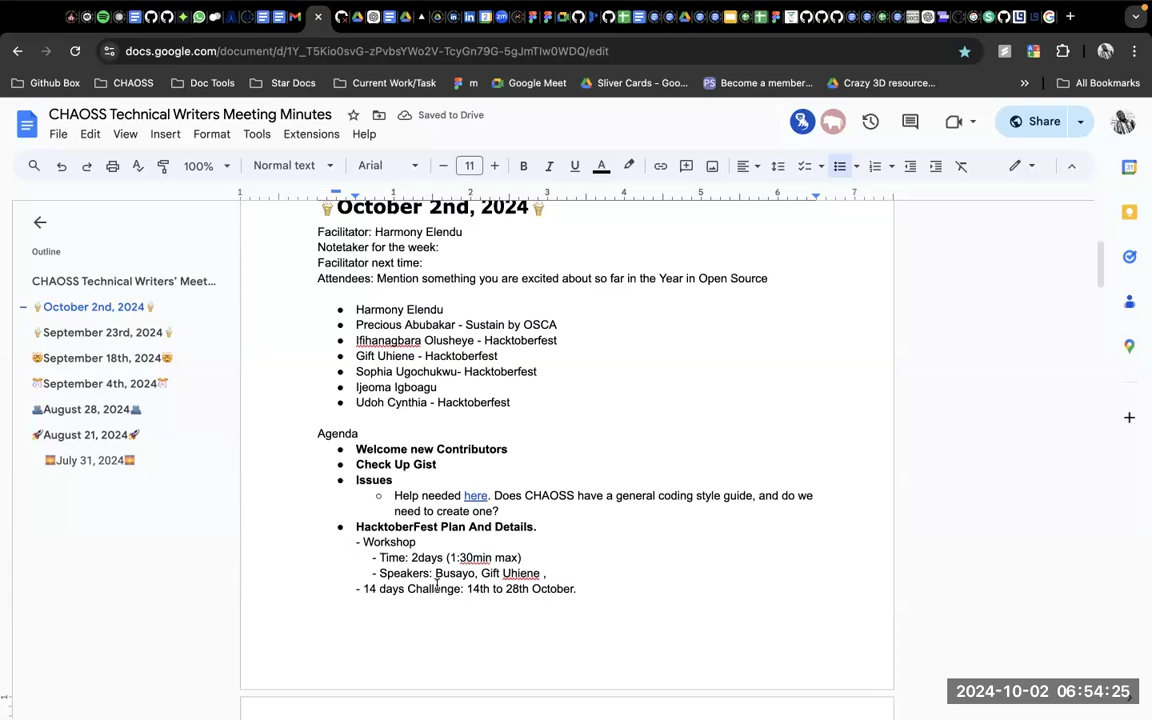 docs.google.com/document/d/1Y_T5Kio0svG-zPvbsYWo2V-TcyGn79G-5gJmTIw0WDQ/edit
Github Box
CHAOSS
Doc Tools
Star Docs
Current Work/Task
m
Google Meet
Sliver Cards - Goo...
Become a member...
Crazy 3D resource...
»
All Bookmarks
CHAOSS Technical Writers Meeting Minutes
Saved to Drive
File Edit View Insert Format Tools Extensions Help
Share
100%
Normal text
Arial
11
1 1 2 3 4 5 6 7
Outline
CHAOSS Technical Writers' Meet...
🍦October 2nd, 2024🍦
🍦September 23rd, 2024🍦
🤯September 18th, 2024🤯
🎊September 4th, 2024🎊
August 28, 2024
🚀August 21, 2024🚀
🌅July 31, 2024🌅
🍦October 2nd, 2024🍦
Facilitator: Harmony Elendu
Notetaker for the week:
Facilitator next time:
Attendees: Mention something you are excited about so far in the Year in Open Source
● Harmony Elendu
● Precious Abubakar - Sustain by OSCA
● Ifihanagbara Olusheye - Hacktoberfest
● Gift Uhiene - Hacktoberfest
● Sophia Ugochukwu- Hacktoberfest
● Ijeoma Igboagu
● Udoh Cynthia - Hacktoberfest
Agenda
● Welcome new Contributors
● Check Up Gist
● Issues
○ Help needed here. Does CHAOSS have a general coding style guide, and do we
need to create one?
● HacktoberFest Plan And Details.
- Workshop
- Time: 2days (1:30min max)
- Speakers: Busayo, Gift Uhiene ,
- 14 days Challenge: 14th to 28th October.
2024-10-02 06:54:25